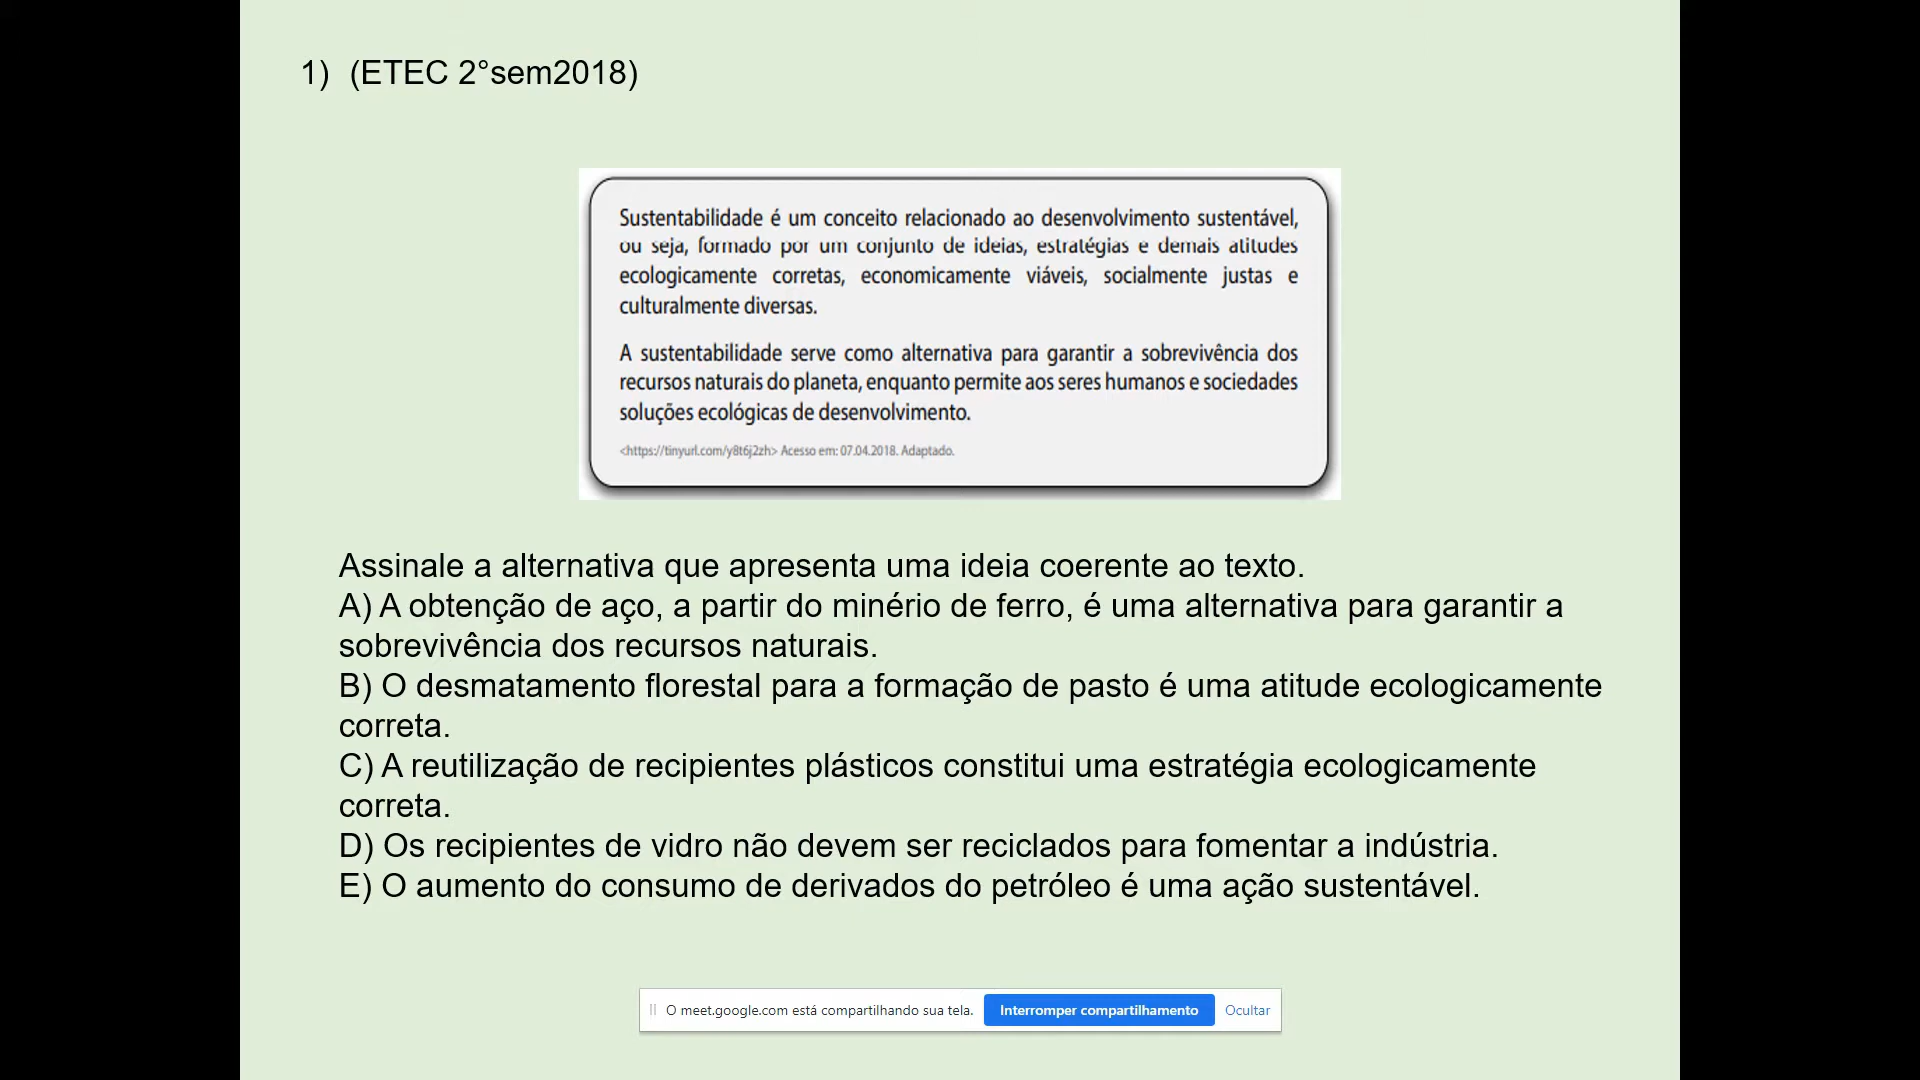 1) (ETEC 2°sem2018)
Sustentabilidade é um conceito relacionado ao desenvolvimento sustentável,
ou seja, formado por um conjunto de ideias, estratégias e demais atitudes
ecologicamente corretas, economicamente viáveis, socialmente justas e
culturalmente diversas.
A sustentabilidade serve como alternativa para garantir a sobrevivência dos
recursos naturais do planeta, enquanto permite aos seres humanos e sociedades
soluções ecológicas de desenvolvimento.
<https://tinyurl.com/y8t6j2zh> Acesso em: 07.04.2018. Adaptado.
Assinale a alternativa que apresenta uma ideia coerente ao texto.
A) A obtenção de aço, a partir do minério de ferro, é uma alternativa para garantir a
sobrevivência dos recursos naturais.
B) O desmatamento florestal para a formação de pasto é uma atitude ecologicamente
correta.
C) A reutilização de recipientes plásticos constitui uma estratégia ecologicamente
correta.
D) Os recipientes de vidro não devem ser reciclados para fomentar a indústria.
E) O aumento do consumo de derivados do petróleo é uma ação sustentável.
O meet.google.com está compartilhando sua tela. Interromper compartilhamento Ocultar